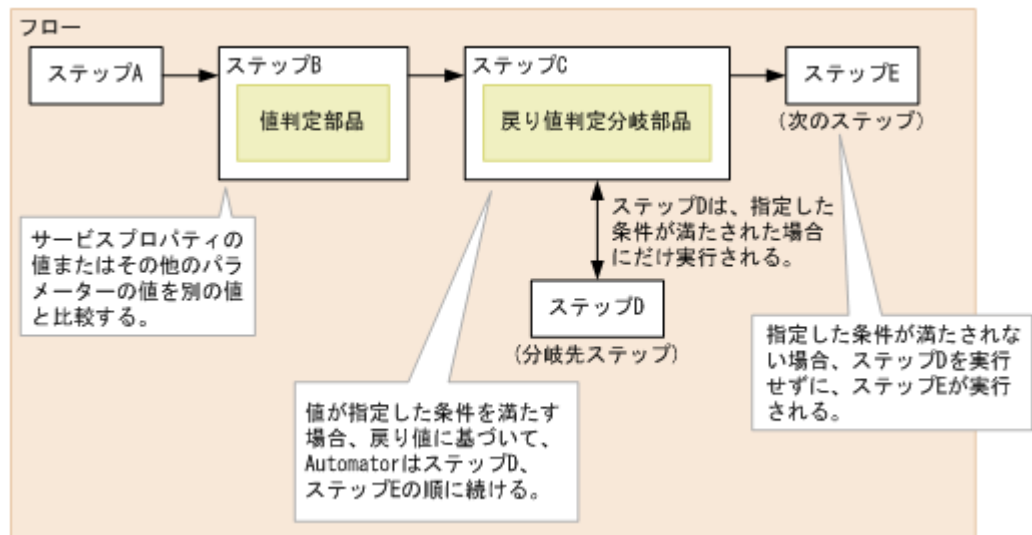 フロー
ステップA
ステップB
値判定部品
ステップC
戻り値判定分岐部品
ステップE
(次のステップ)
サービスプロパティの
値またはその他のパラ
メーターの値を別の値
と比較する。
ステップDは、指定した
条件が満たされた場合
にだけ実行される。
ステップD
(分岐先ステップ)
値が指定した条件を満たす
場合、戻り値に基づいて、
AutomatorはステップD、
ステップEの順に続ける。
指定した条件が満たされな
い場合、ステップDを実行
せずに、ステップEが実行
される。